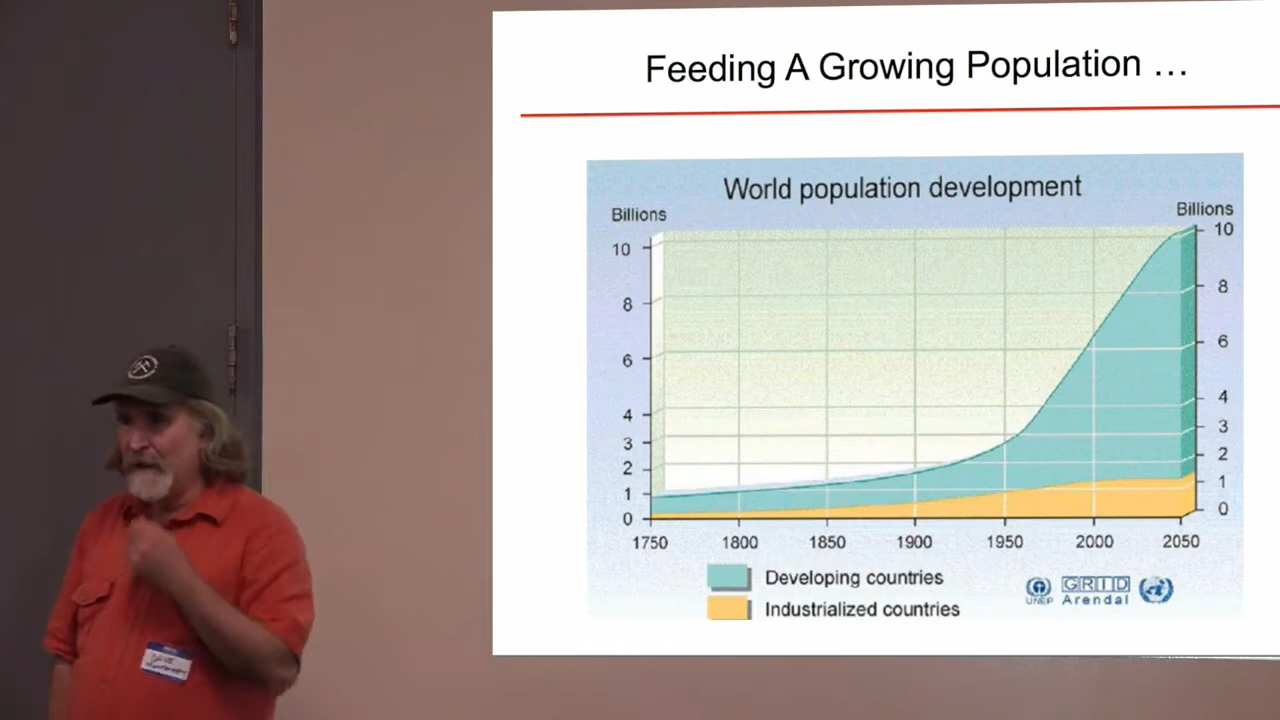 Feeding A Growing Population …
World population development
Billions
Billions
10
8
6
4
3
2
1
0
10
8
6
4
3
2
1
0
1750 1800 1850 1900 1950 2000 2050
Developing countries
Industrialized countries
UNEP
GRID
Arendal